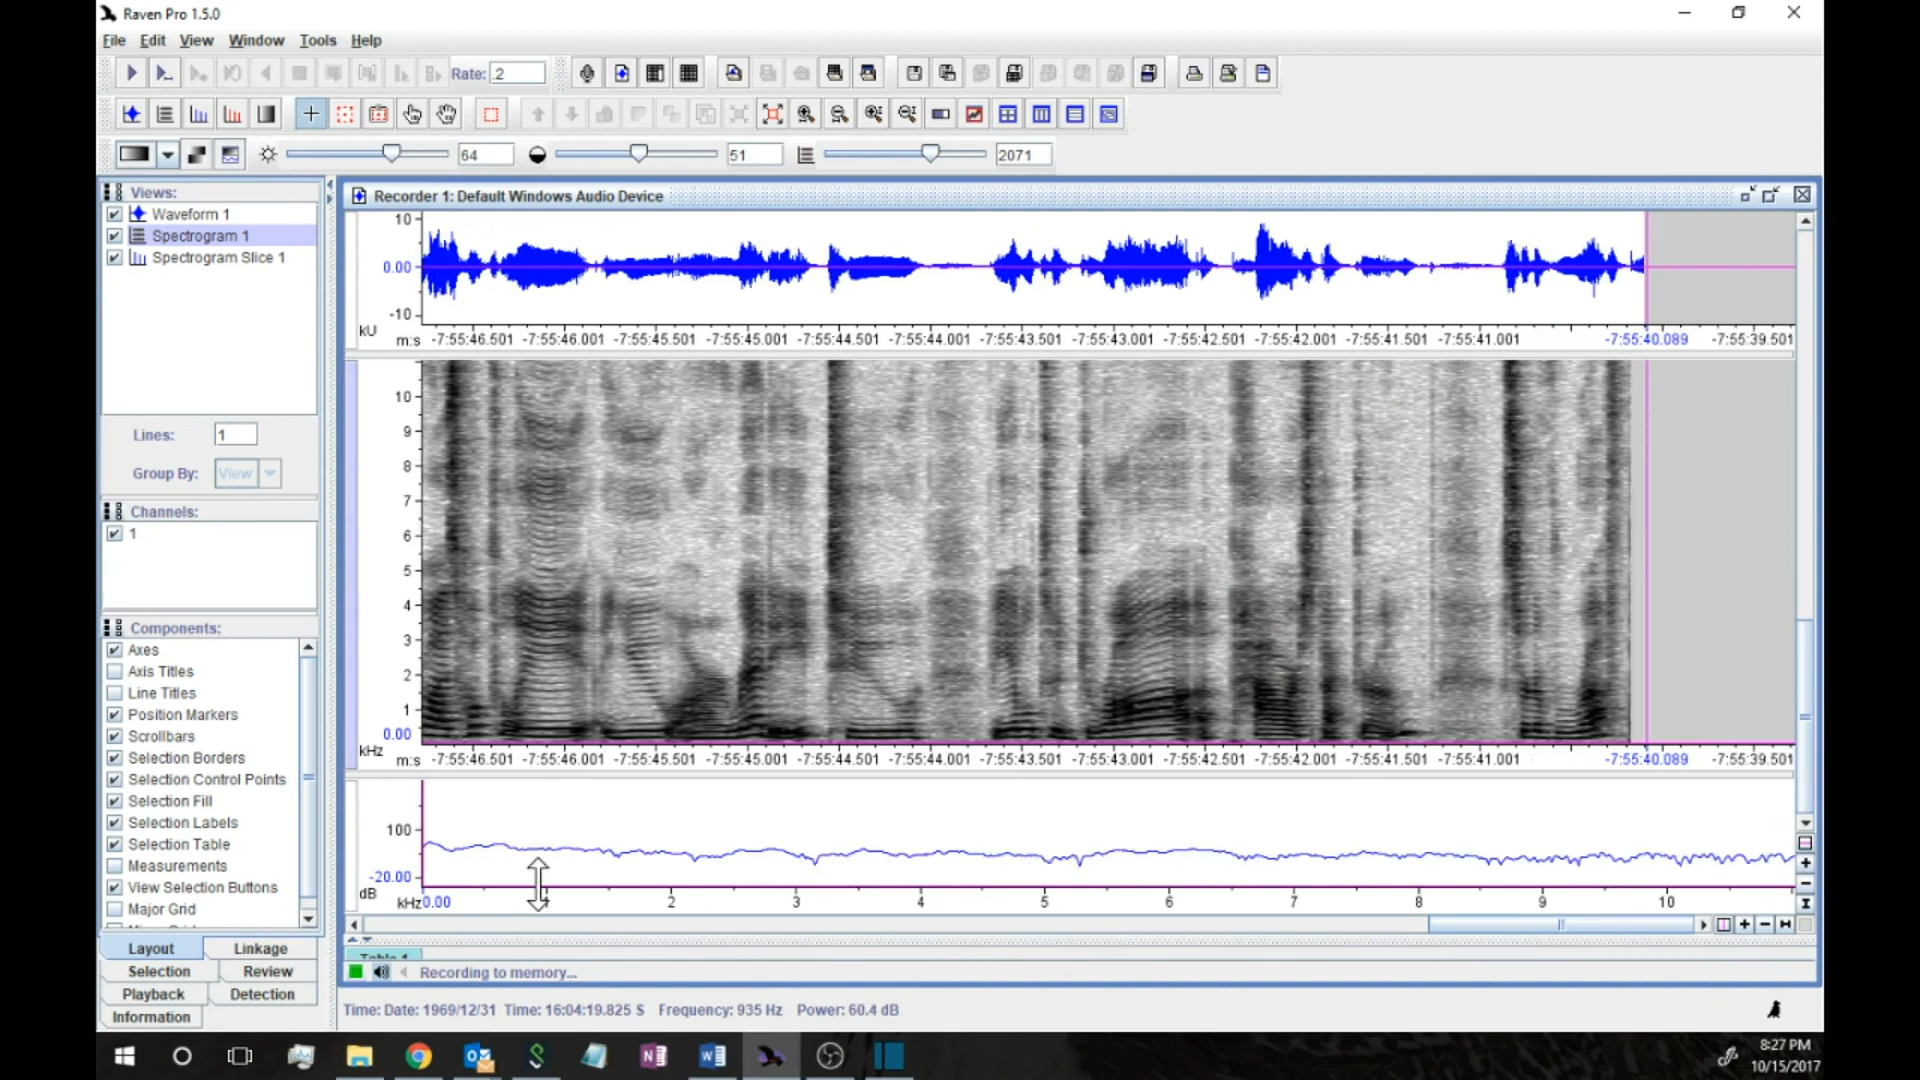 Raven Pro 1.5.0
File Edit View Window Tools Help
Rate: .2
64 51 2071
Views:
Waveform 1
Spectrogram 1
Spectrogram Slice 1
Lines: 1
Group By: View
Channels:
1
Components:
Axes
Axis Titles
Line Titles
Position Markers
Scrollbars
Selection Borders
Selection Control Points
Selection Fill
Selection Labels
Selection Table
Measurements
View Selection Buttons
Major Grid
Layout Linkage
Selection Review
Playback Detection
Information
Recorder 1: Default Windows Audio Device
10
0.00
-10
kU
m:s -7:55:46.501 -7:55:46.001 -7:55:45.501 -7:55:45.001 -7:55:44.501 -7:55:44.001 -7:55:43.501 -7:55:43.001 -7:55:42.501 -7:55:42.001 -7:55:41.501 -7:55:41.001 -7:55:40.089 -7:55:39.501
10
9
8
7
6
5
4
3
2
1
0.00
kHz
m:s -7:55:46.501 -7:55:46.001 -7:55:45.501 -7:55:45.001 -7:55:44.501 -7:55:44.001 -7:55:43.501 -7:55:43.001 -7:55:42.501 -7:55:42.001 -7:55:41.501 -7:55:41.001 -7:55:40.089 -7:55:39.501
100
-20.00
dB
kHz 0.00 1 2 3 4 5 6 7 8 9 10
Table 1
Recording to memory...
Time: Date: 1969/12/31 Time: 16:04:19.825 S Frequency: 935 Hz Power: 60.4 dB
8:27 PM
10/15/2017